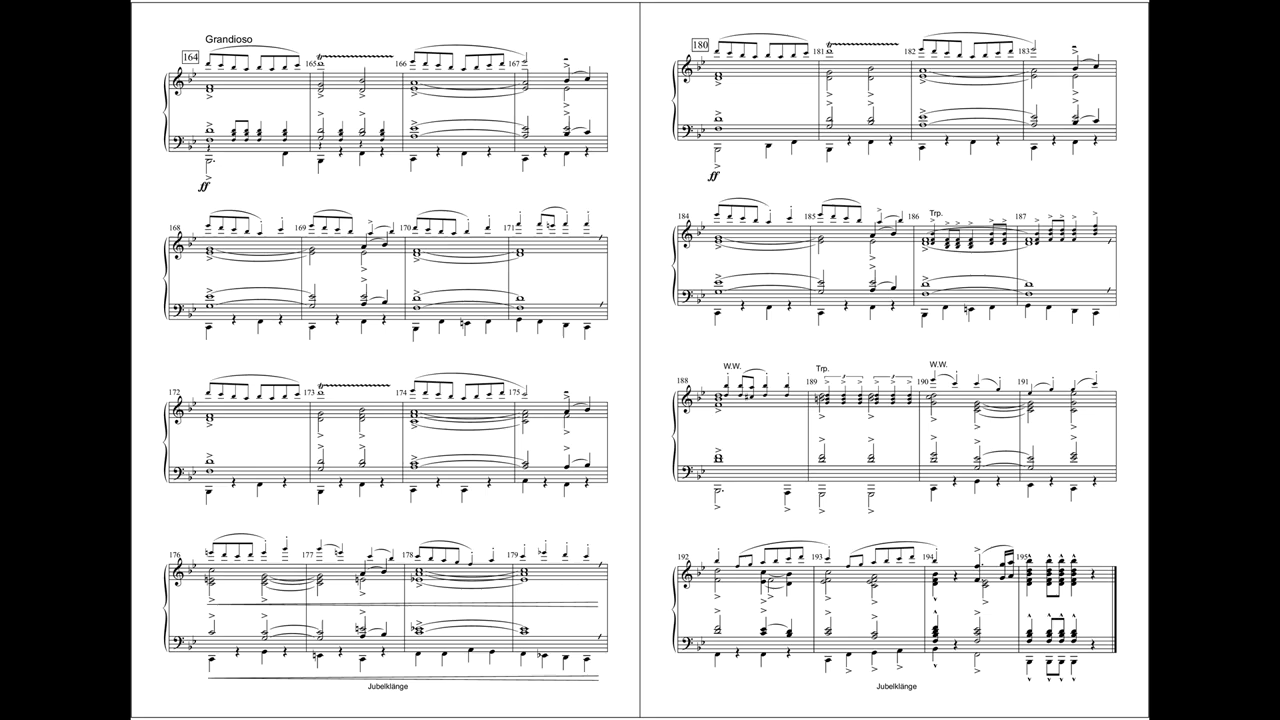 Grandioso
164 165 166 167
ff
168 169 170 171
172 173 174 175
176 177 178 179
Jubelklänge
180 181 182 183
ff
184 185 186 Trp. 187
188 W.W. 189 Trp. 190 W.W. 191
3 3
192 193 194 195
Jubelklänge